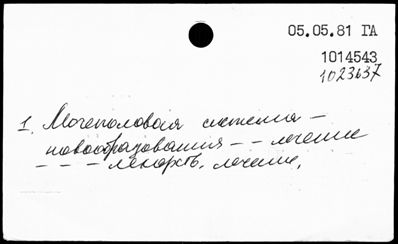 05.05.81 ГА
1014543
1023637
1. Мочеполовая система –
новообразования – – лечение
– – – лекарств. лечение.